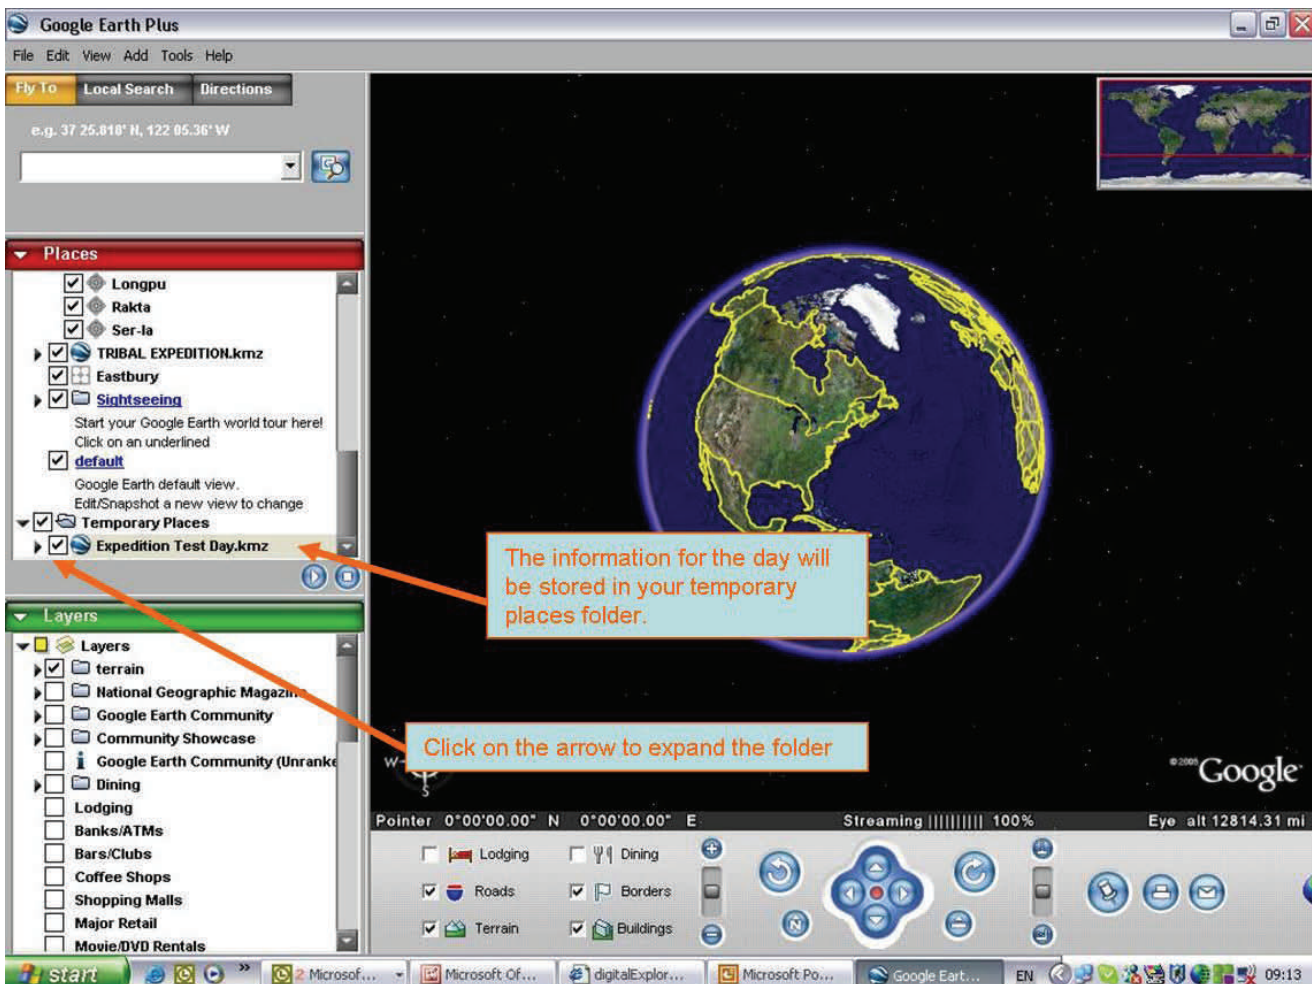 Google Earth Plus
File Edit View Add Tools Help
Fly To Local Search Directions
e.g. 37 25.818' N, 122 05.36' W
Places
Longpu
Rakta
Ser-la
TRIBAL EXPEDITION.kmz
Eastbury
Sightseeing
Start your Google Earth world tour here!
Click on an underlined
default
Google Earth default view.
Edit/Snapshot a new view to change
Temporary Places
Expedition Test Day.kmz
The information for the day will
be stored in your temporary
places folder.
Layers
Layers
terrain
National Geographic Magazine
Google Earth Community
Community Showcase
Google Earth Community (Unranke
Dining
Lodging
Banks/ATMs
Bars/Clubs
Coffee Shops
Shopping Malls
Major Retail
Movie/DVD Rentals
Click on the arrow to expand the folder
W
S
©2005 Google
Pointer 0°00'00.00" N 0°00'00.00" E Streaming |||||||||| 100% Eye alt 12814.31 mi
Lodging Dining
Roads Borders
Terrain Buildings
N
start » 2 Microsof... Microsoft Of... digitalExplor... Microsoft Po... Google Eart... EN 09:13